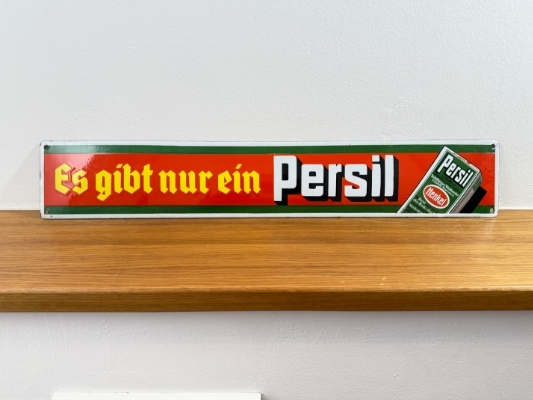 Es gibt nur ein Persil
Persil
Henkel